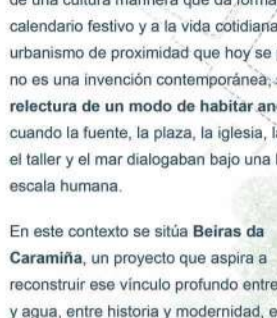 de una cultura marinera que da forma
calendario festivo y a la vida cotidiana
urbanismo de proximidad que hoy se
no es una invención contemporánea,
relectura de un modo de habitar
cuando la fuente, la plaza, la iglesia,
el taller y el mar dialogaban bajo una
escala humana.
En este contexto se sitúa Beiras da
Caramiña, un proyecto que aspira a
reconstruir ese vínculo profundo entre
y agua, entre historia y modernidad,